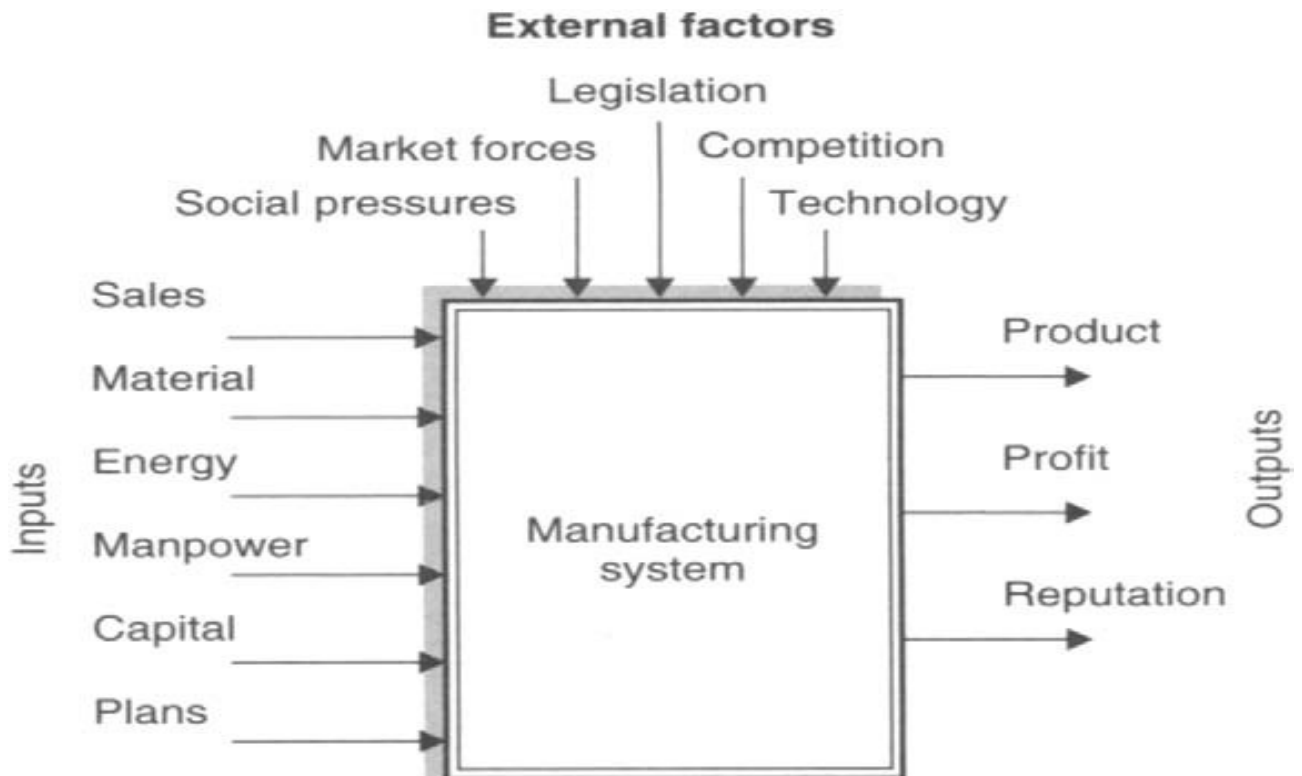 External factors
Legislation
Market forces
Competition
Social pressures
Technology
Sales
Material
Energy
Manpower
Capital
Plans
Inputs
Manufacturing
system
Product
Profit
Reputation
Outputs